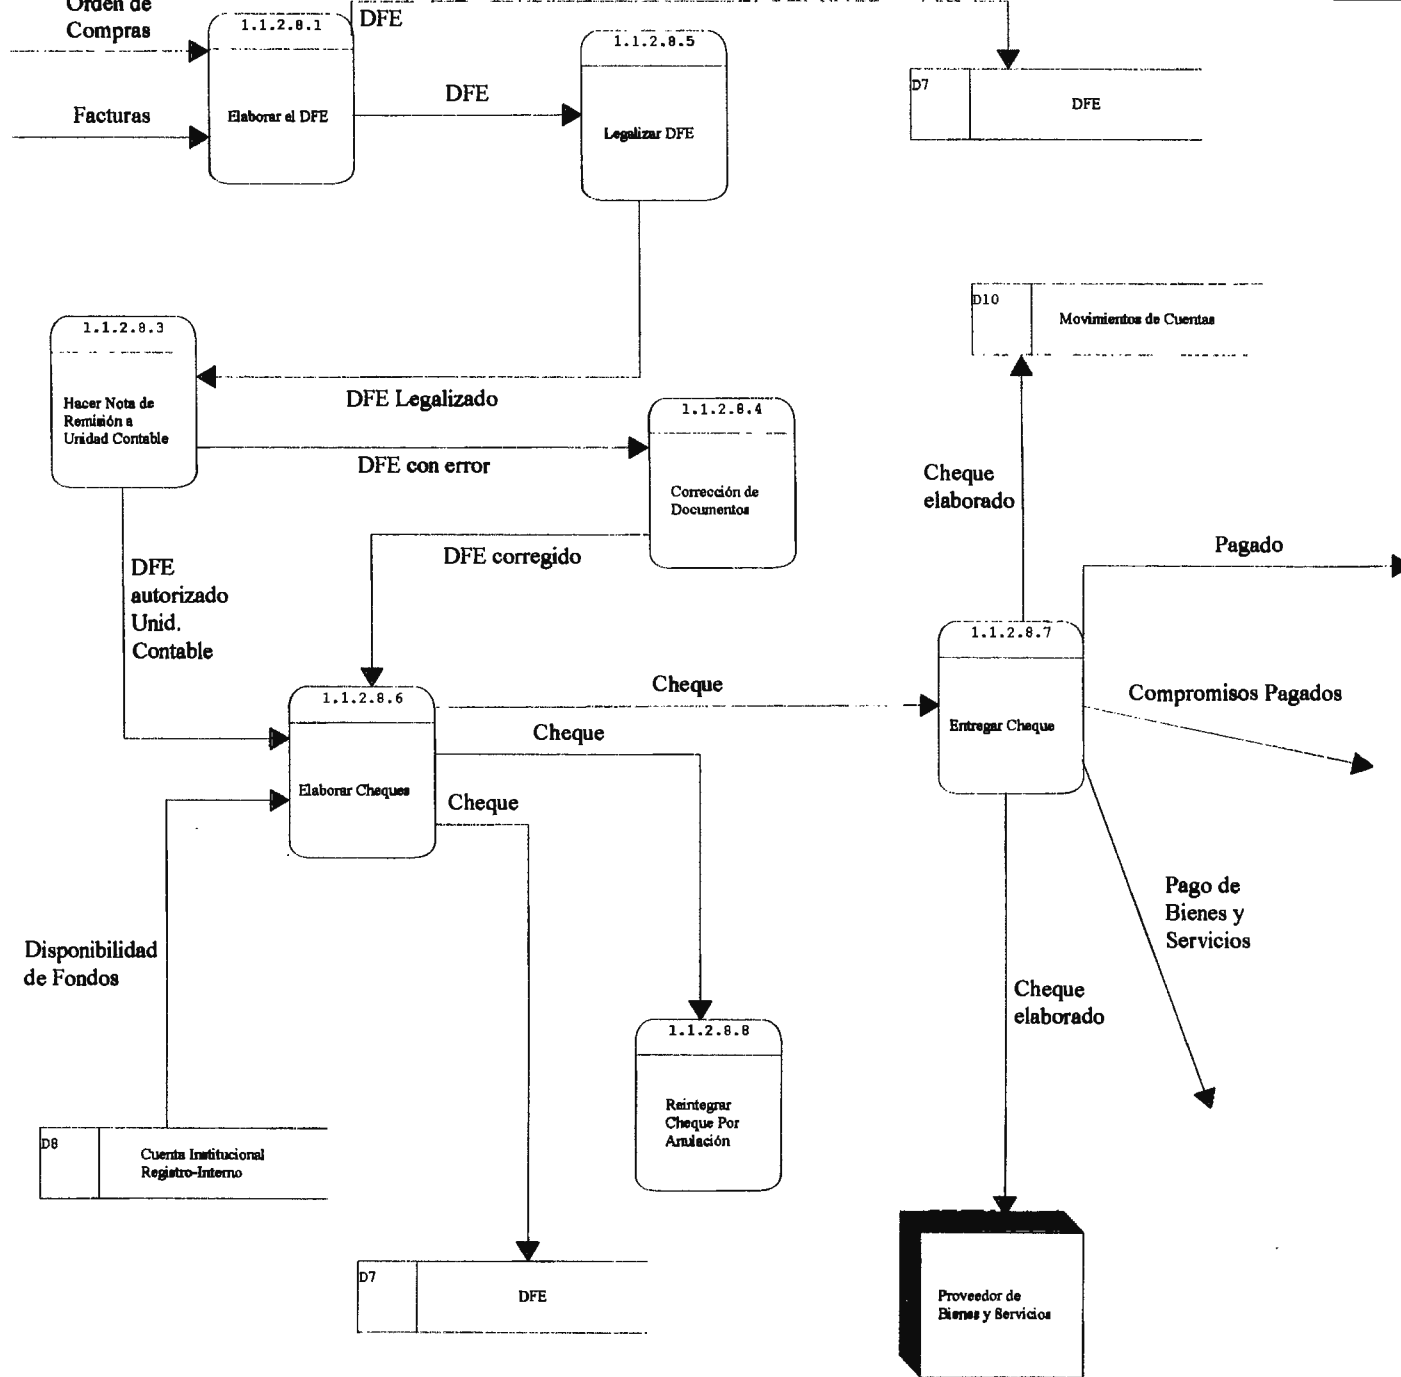 Orden de
Compras
1.1.2.8.1
DFE
1.1.2.8.5
D7
DFE
Facturas
Elaborar el DFE
DFE
Legalizar DFE
D10
Movimientos de Cuentas
1.1.2.8.3
Hacer Nota de
Remisión a
Unidad Contable
DFE Legalizado
1.1.2.8.4
DFE con error
Corrección de
Documentos
Cheque
elaborado
DFE corregido
Pagado
DFE
autorizado
Unid.
Contable
1.1.2.8.7
1.1.2.8.6
Cheque
Compromisos Pagados
Entregar Cheque
Cheque
Elaborar Cheques
Cheque
Pago de
Bienes y
Servicios
Disponibilidad
de Fondos
Cheque
elaborado
1.1.2.8.8
Reintegrar
Cheque Por
Anulación
D8
Cuenta Institucional
Registro-Interno
D7
DFE
Proveedor de
Bienes y Servicios